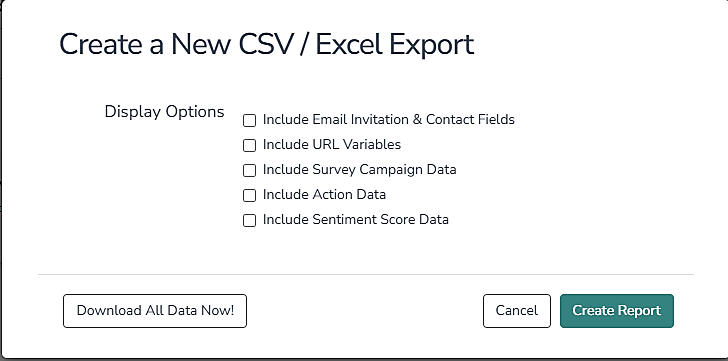 Create a New CSV / Excel Export
Display Options
Include Email Invitation & Contact Fields
Include URL Variables
Include Survey Campaign Data
Include Action Data
Include Sentiment Score Data
Download All Data Now!
Cancel
Create Report